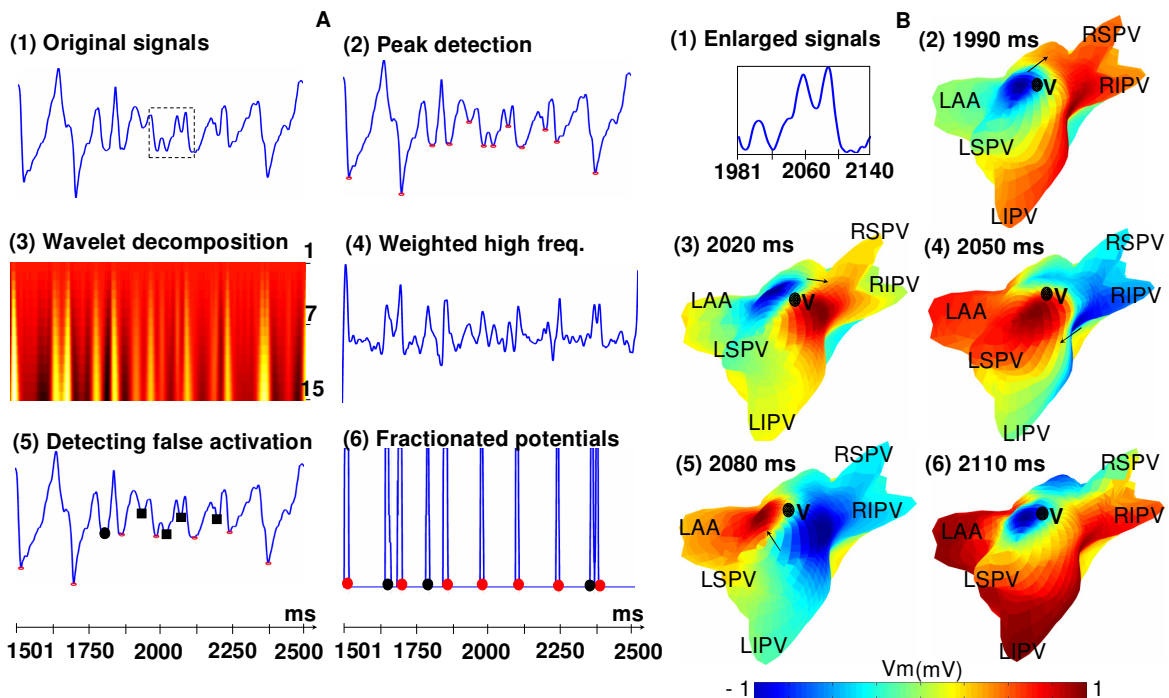 A
(1) Original signals
(2) Peak detection
(3) Wavelet decomposition
1
7
15
(4) Weighted high freq.
(5) Detecting false activation
(6) Fractionated potentials
ms
1501 1750 2000 2250 2500
ms
1501 1750 2000 2250 2500
B
(1) Enlarged signals
1981 2060 2140
(2) 1990 ms
RSPV
RIPV
LAA
V
LSPV
LIPV
(3) 2020 ms
RSPV
RIPV
LAA
V
LSPV
LIPV
(4) 2050 ms
RSPV
RIPV
LAA
V
LSPV
LIPV
(5) 2080 ms
RSPV
RIPV
LAA
V
LSPV
LIPV
(6) 2110 ms
RSPV
RIPV
LAA
V
LSPV
LIPV
Vm(mV)
- 1 1